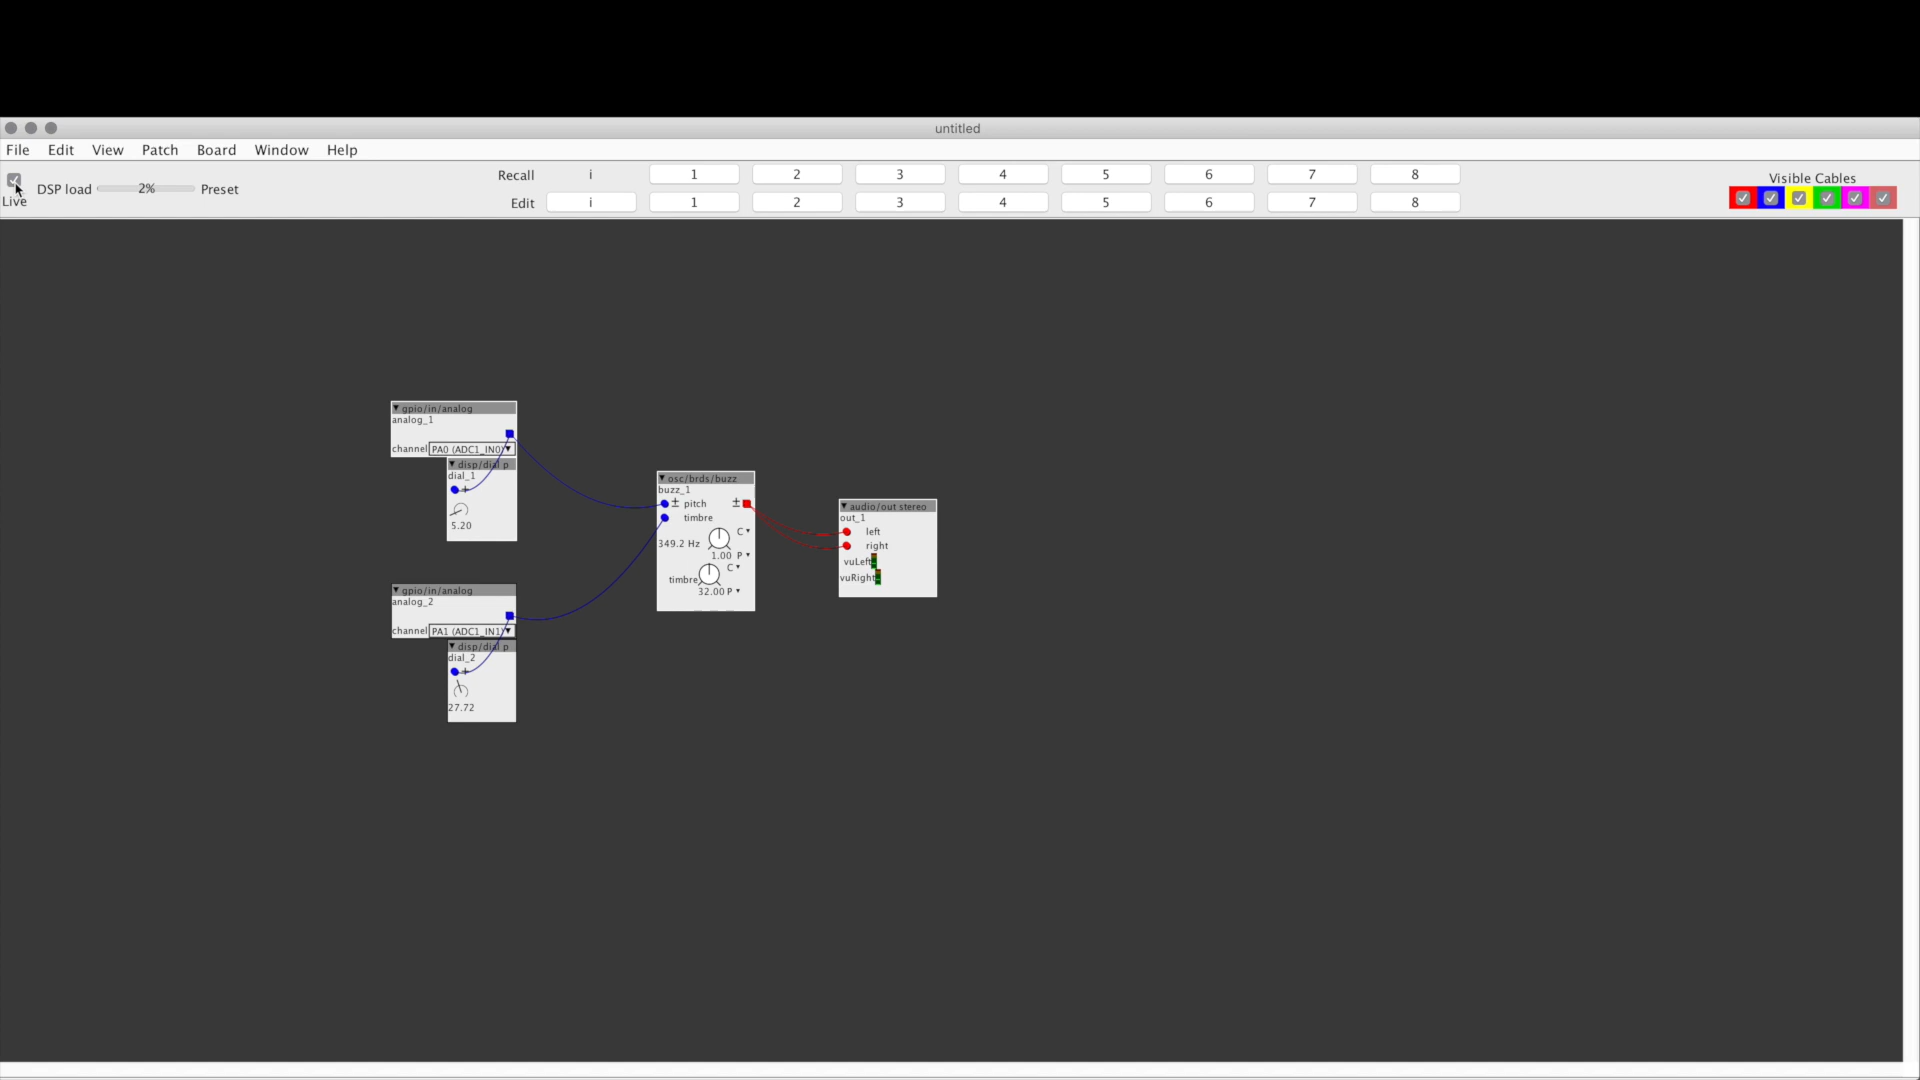 untitled
File Edit View Patch Board Window Help
Live
DSP load 2% Preset
Recall i 1 2 3 4 5 6 7 8
Edit i 1 2 3 4 5 6 7 8
Visible Cables
gpio/in/analog
analog_1
channel PA0 (ADC1_IN0)
disp/dial p
dial_1
+
5.20
gpio/in/analog
analog_2
channel PA1 (ADC1_IN1)
disp/dial p
dial_2
+
27.72
osc/brds/buzz
buzz_1
± pitch ±
timbre
C
349.2 Hz
1.00 P
C
timbre
32.00 P
audio/out stereo
out_1
left
right
vuLeft
vuRight